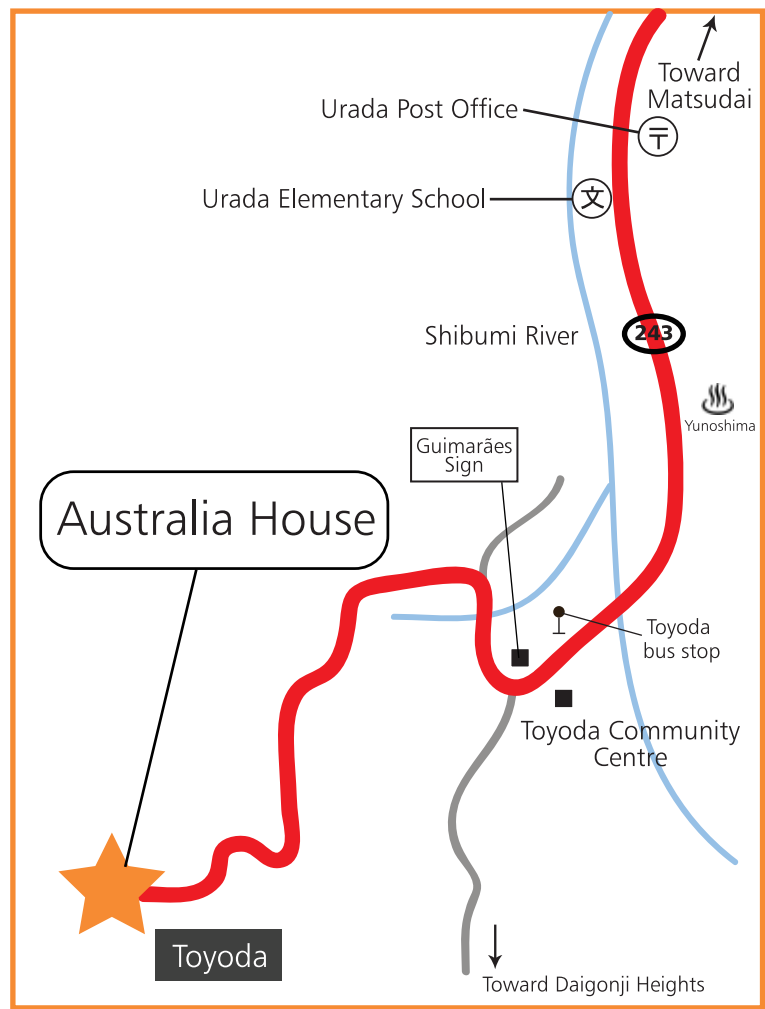 Toward
Matsudai
Urada Post Office
〒
Urada Elementary School
文
243
Shibumi River
Yunoshima
Guimarães
Sign
Australia House
Toyoda
bus stop
Toyoda Community
Centre
Toyoda
Toward Daigonji Heights